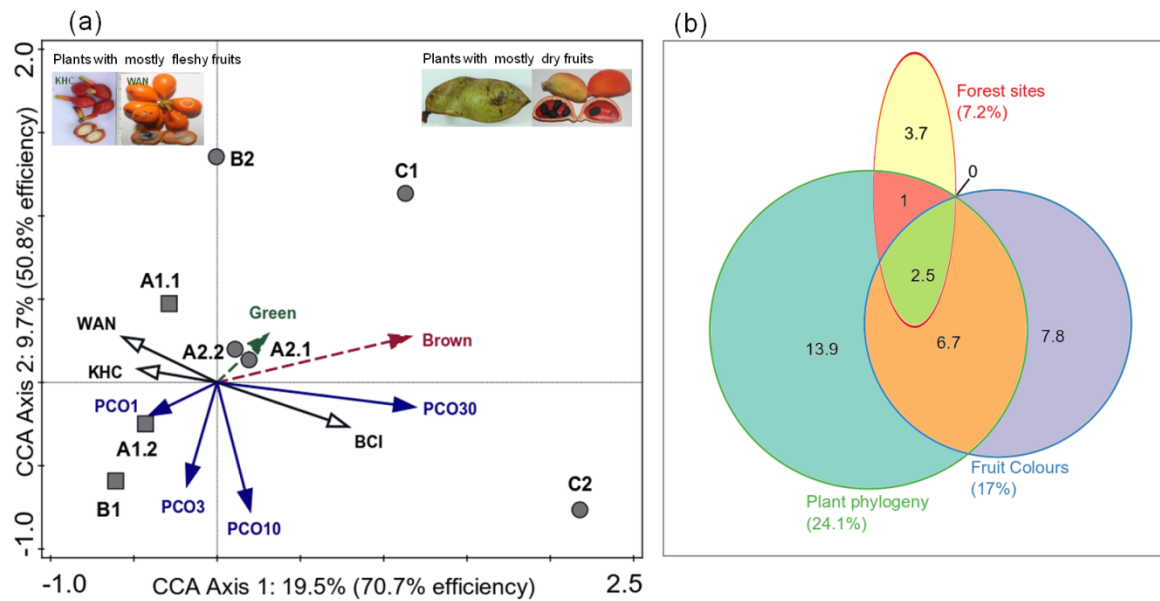 (a)
Plants with mostly fleshy fruits
KHC
WAN
Plants with mostly dry fruits
2.0
B2
C1
A1.1
WAN
Green
Brown
A2.2
A2.1
KHC
PCO1
PCO30
A1.2
BCI
B1
PCO3
PCO10
C2
-1.0
CCA Axis 2: 9.7% (50.8% efficiency)
-1.0
CCA Axis 1: 19.5% (70.7% efficiency)
2.5
(b)
Forest sites
(7.2%)
3.7
0
1
2.5
13.9
6.7
7.8
Plant phylogeny
(24.1%)
Fruit Colours
(17%)